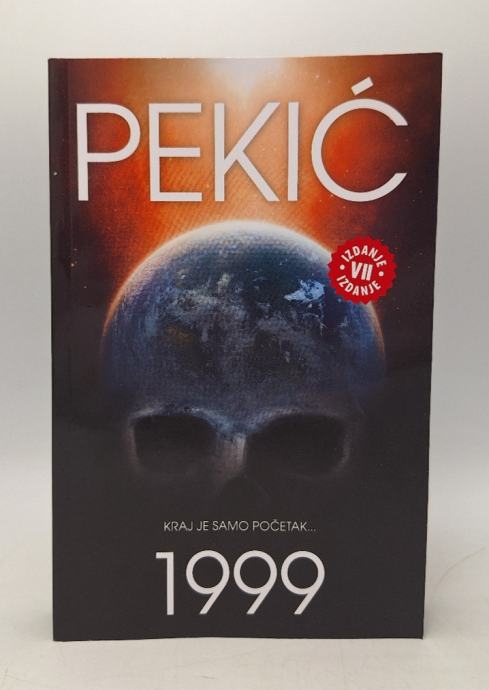 PEKIĆ
IZDANJE
VII
IZDANJE
KRAJ JE SAMO POČETAK...
1999